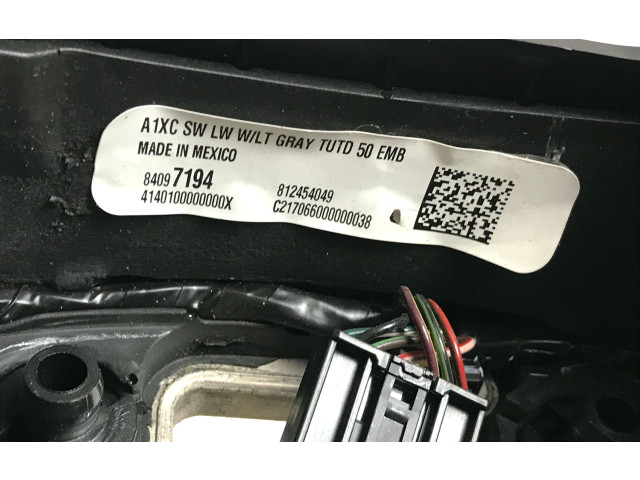 A1XC SW LW W/LT GRAY TUTD 50 EMB
MADE IN MEXICO
84097194 812454049
4140100000000X C217066000000038